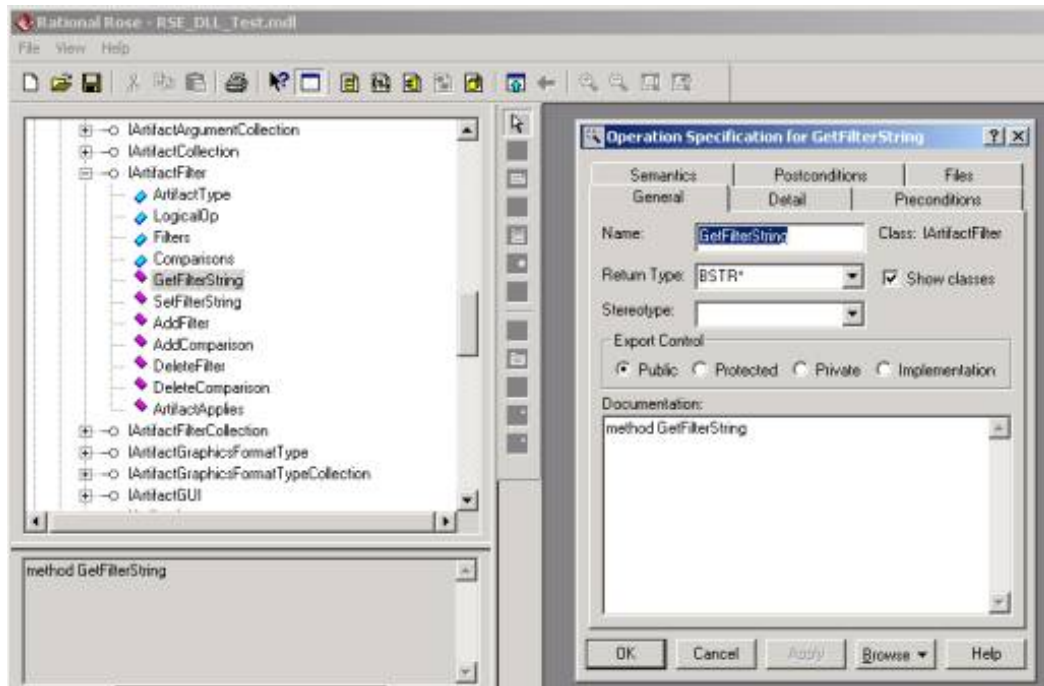 Rational Rose - RSE_DLL_Test.mdl
File View Help
IArtifactArgumentCollection
IArtifactCollection
IArtifactFilter
ArtifactType
LogicalOp
Filters
Comparisons
GetFilterString
SetFilterString
AddFilter
AddComparison
DeleteFilter
DeleteComparison
ArtifactApplies
IArtifactFilterCollection
IArtifactGraphicsFormatType
IArtifactGraphicsFormatTypeCollection
IArtifactGUI
method GetFilterString
Operation Specification for GetFilterString
Semantics Postconditions Files
General Detail Preconditions
Name: GetFilterString Class: IArtifactFilter
Return Type: BSTR* Show classes
Stereotype:
Export Control
Public Protected Private Implementation
Documentation:
method GetFilterString
OK Cancel Apply Browse Help